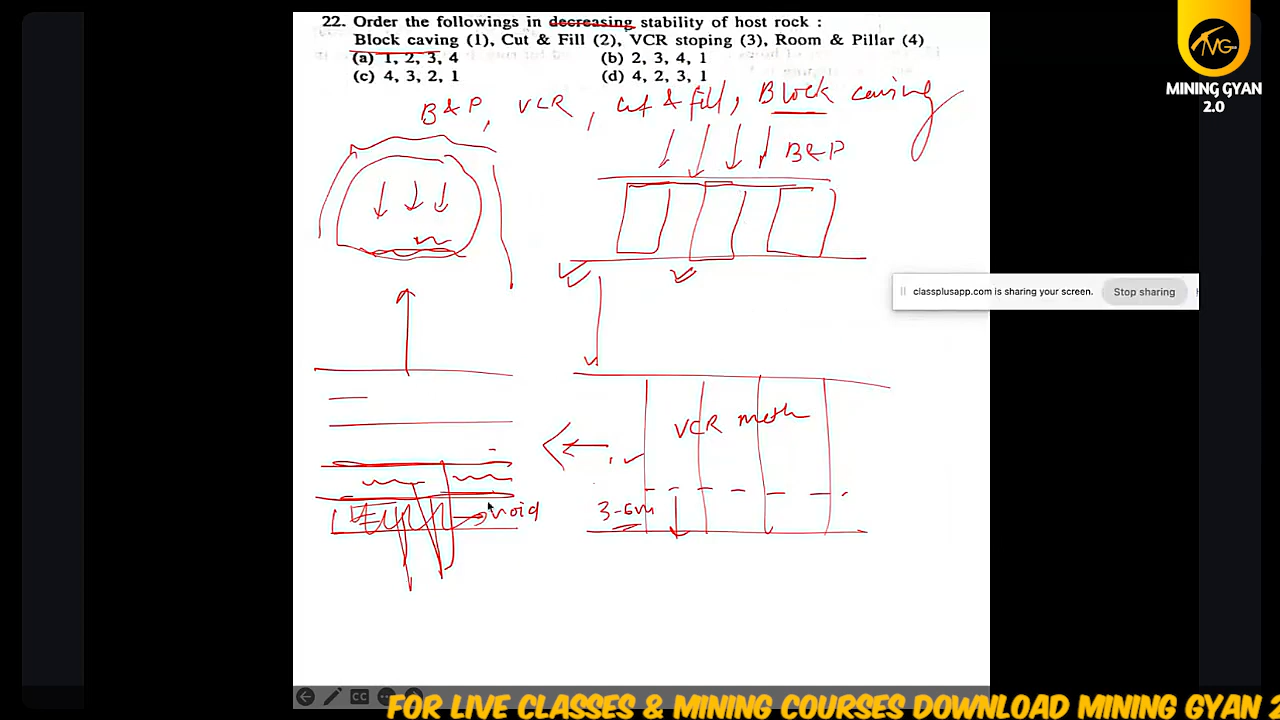 22. Order the followings in decreasing stability of host rock :
Block caving (1), Cut & Fill (2), VCR stoping (3), Room & Pillar (4)
(a) 1, 2, 3, 4 (b) 2, 3, 4, 1
(c) 4, 3, 2, 1 (d) 4, 2, 3, 1
B&P, VCR, cut & fill, Block caving
B&P
TVG
MINING GYAN
2.0
classplusapp.com is sharing your screen. Stop sharing
VCR meth
3-6m
void
CC
FOR LIVE CLASSES & MINING COURSES DOWNLOAD MINING GYAN 2